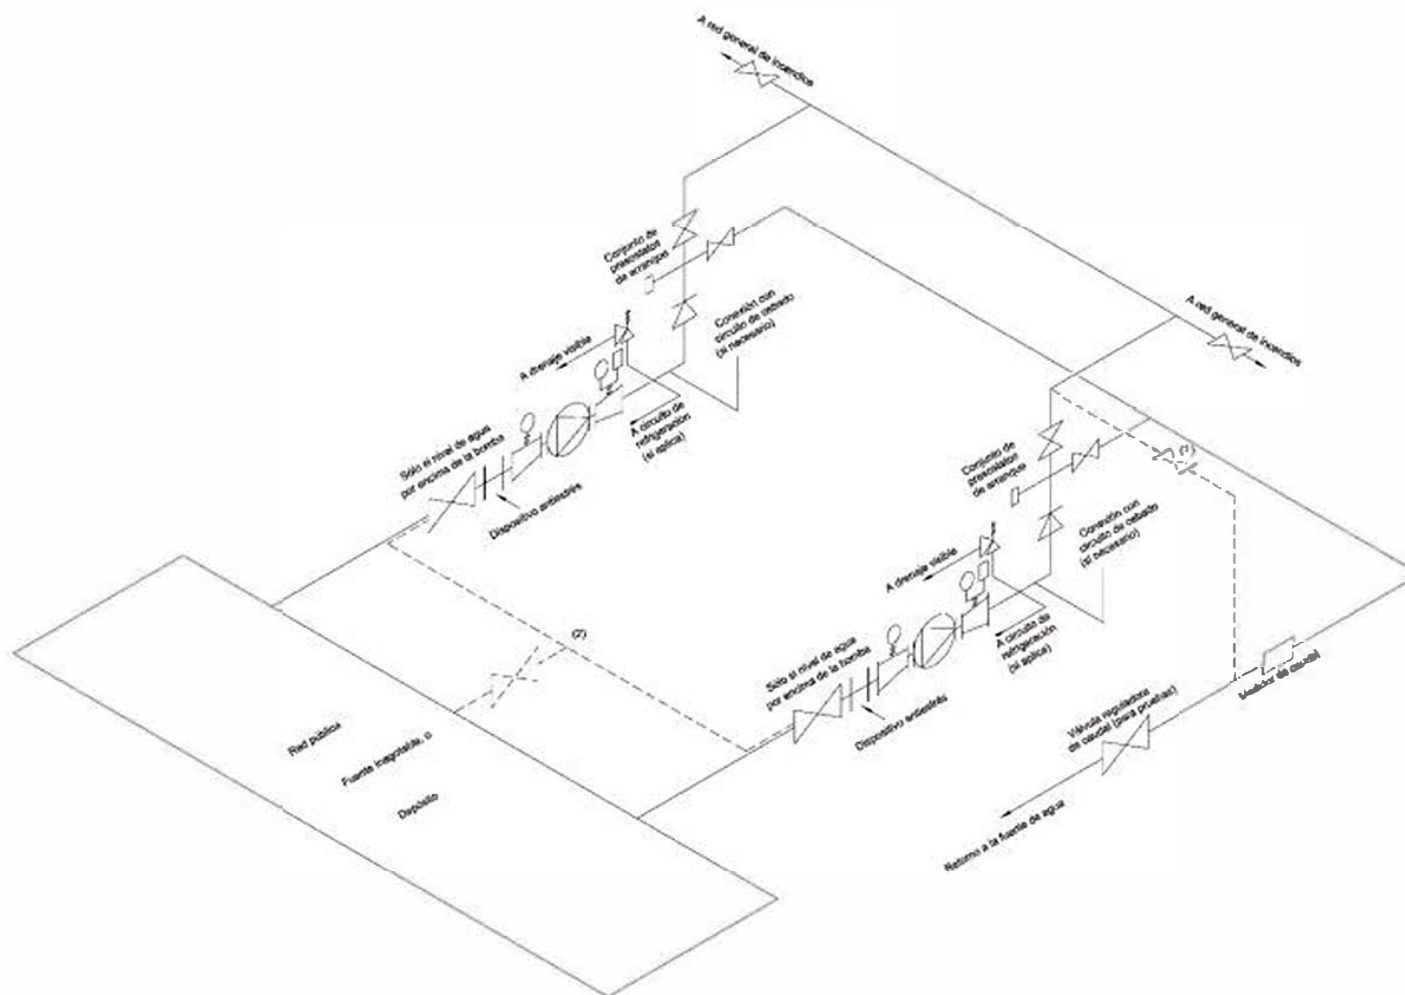 A red general de incendios
Conjunto de
presostatos
de arranque
Conexión con
circuito de cebado
(si necesario)
A drenaje visible
A circuito de
refrigeración
(si aplica)
Sólo si nivel de agua
por encima de la bomba
Dispositivo antiestrés
A red general de incendios
(1)
Conjunto de
presostatos
de arranque
Conexión con
circuito de cebado
(si necesario)
A drenaje visible
A circuito de
refrigeración
(si aplica)
Sólo si nivel de agua
por encima de la bomba
Dispositivo antiestrés
(2)
Medidor de caudal
Válvula reguladora
de caudal (para pruebas)
Retorno a la fuente de agua
Red pública
Fuente inagotable, o
Depósito